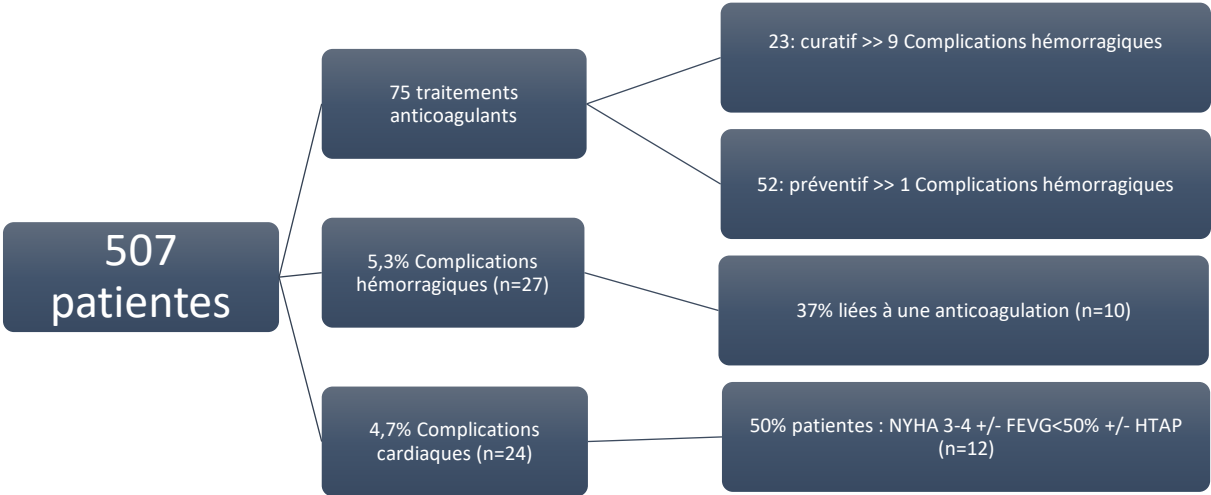 507
patientes
75 traitements
anticoagulants
23: curatif >> 9 Complications hémorragiques
52: préventif >> 1 Complications hémorragiques
5,3% Complications
hémorragiques (n=27)
37% liées à une anticoagulation (n=10)
4,7% Complications
cardiaques (n=24)
50% patientes : NYHA 3-4 +/- FEVG<50% +/- HTAP
(n=12)